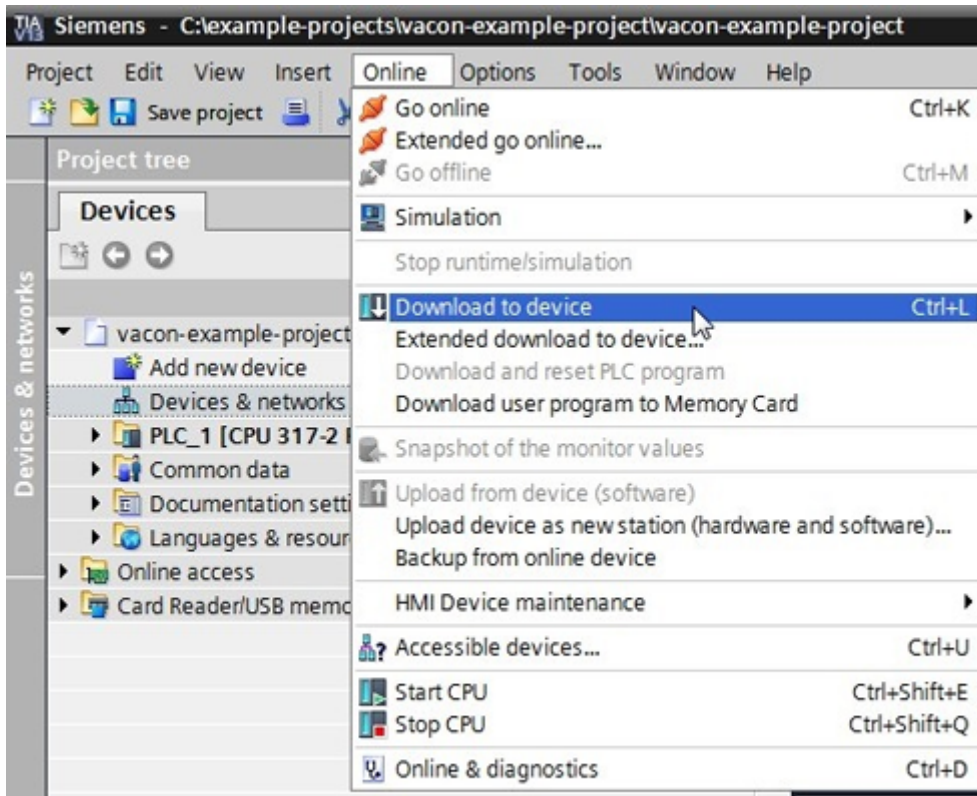 TIA V13 Siemens - C:\example-projects\vacon-example-project\vacon-example-project
Project Edit View Insert Online Options Tools Window Help
Save project
Project tree
Devices
Devices & networks
vacon-example-project
Add new device
Devices & networks
PLC_1 [CPU 317-2
Common data
Documentation setti
Languages & resour
Online access
Card Reader/USB memo
Go online Ctrl+K
Extended go online...
Go offline Ctrl+M
Simulation
Stop runtime/simulation
Download to device Ctrl+L
Extended download to device...
Download and reset PLC program
Download user program to Memory Card
Snapshot of the monitor values
Upload from device (software)
Upload device as new station (hardware and software)...
Backup from online device
HMI Device maintenance
Accessible devices... Ctrl+U
Start CPU Ctrl+Shift+E
Stop CPU Ctrl+Shift+Q
Online & diagnostics Ctrl+D